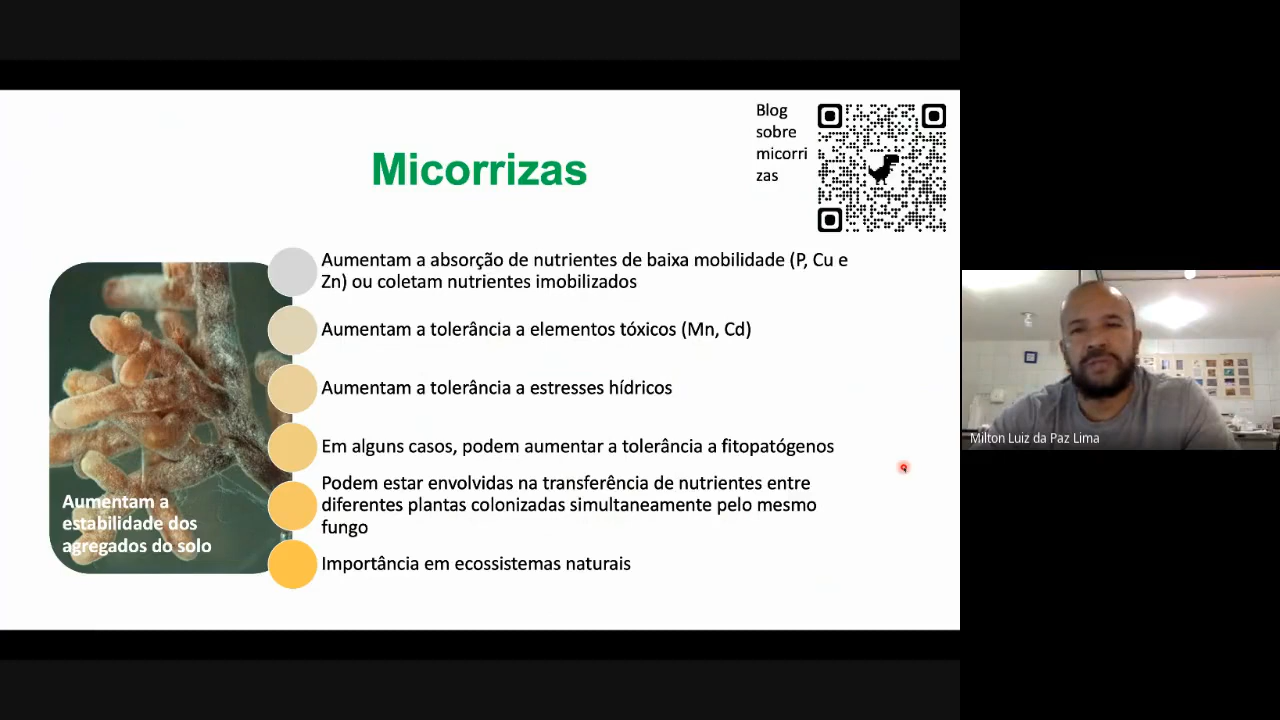 Blog
sobre
micorri
zas
Micorrizas
Aumentam a absorção de nutrientes de baixa mobilidade (P, Cu e
Zn) ou coletam nutrientes imobilizados
Aumentam a tolerância a elementos tóxicos (Mn, Cd)
Aumentam a tolerância a estresses hídricos
Em alguns casos, podem aumentar a tolerância a fitopatógenos
Podem estar envolvidas na transferência de nutrientes entre
diferentes plantas colonizadas simultaneamente pelo mesmo
fungo
Importância em ecossistemas naturais
Aumentam a
estabilidade dos
agregados do solo
Milton Luiz da Paz Lima